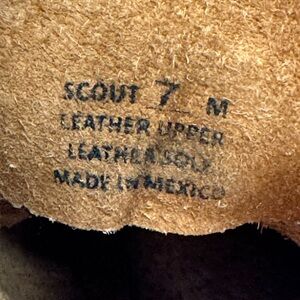 SCOUT 7 M
LEATHER UPPER
LEATHER SOLE
MADE IN MEXICO